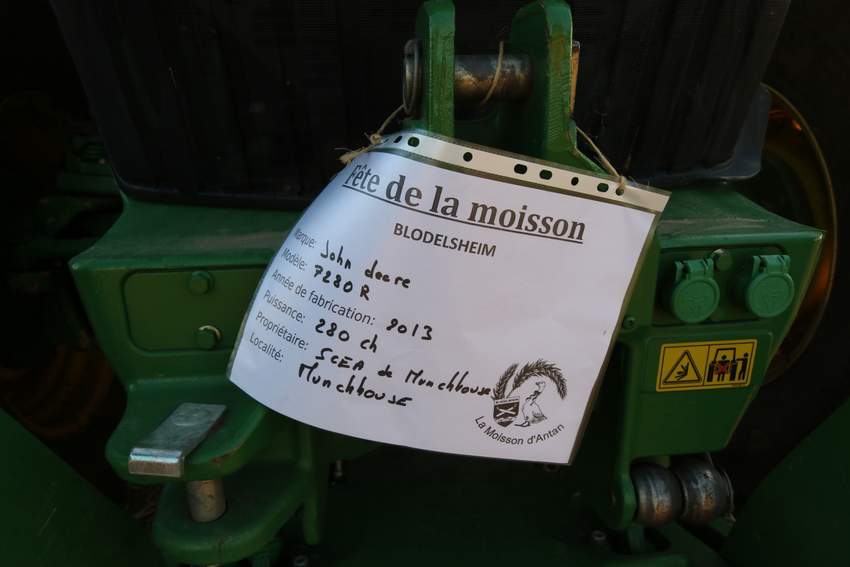 Fête de la moisson
BLODELSHEIM
Marque: John deere
Modèle: 7280 R
Année de fabrication: 2013
Puissance: 280 ch
Propriétaire: SCEA de Munchhouse
Localité: Munchhouse
La Moisson d'Antan